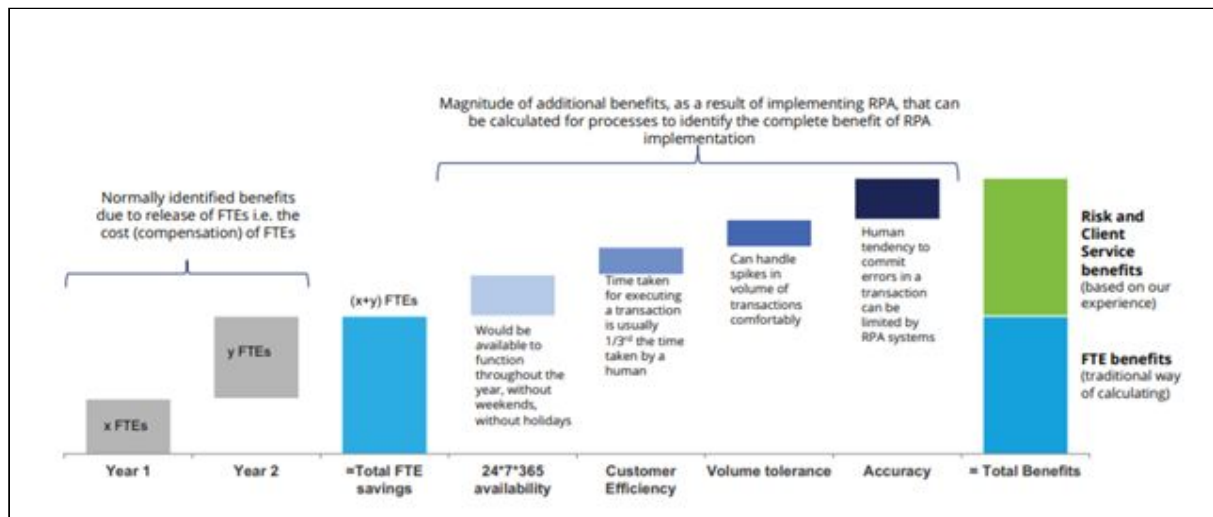 Magnitude of additional benefits, as a result of implementing RPA, that can
be calculated for processes to identify the complete benefit of RPA
implementation
Normally identified benefits
due to release of FTEs i.e. the
cost (compensation) of FTEs
x FTEs
y FTEs
(x+y) FTEs
Would be
available to
function
throughout the
year, without
weekends,
without holidays
Time taken
for executing
a transaction
is usually
1/3rd the time
taken by a
human
Can handle
spikes in
volume of
transactions
comfortably
Human
tendency to
commit
errors in a
transaction
can be
limited by
RPA systems
Risk and
Client
Service
benefits
(based on our
experience)
FTE benefits
(traditional way
of calculating)
Year 1
Year 2
=Total FTE
savings
24*7*365
availability
Customer
Efficiency
Volume tolerance
Accuracy
= Total Benefits